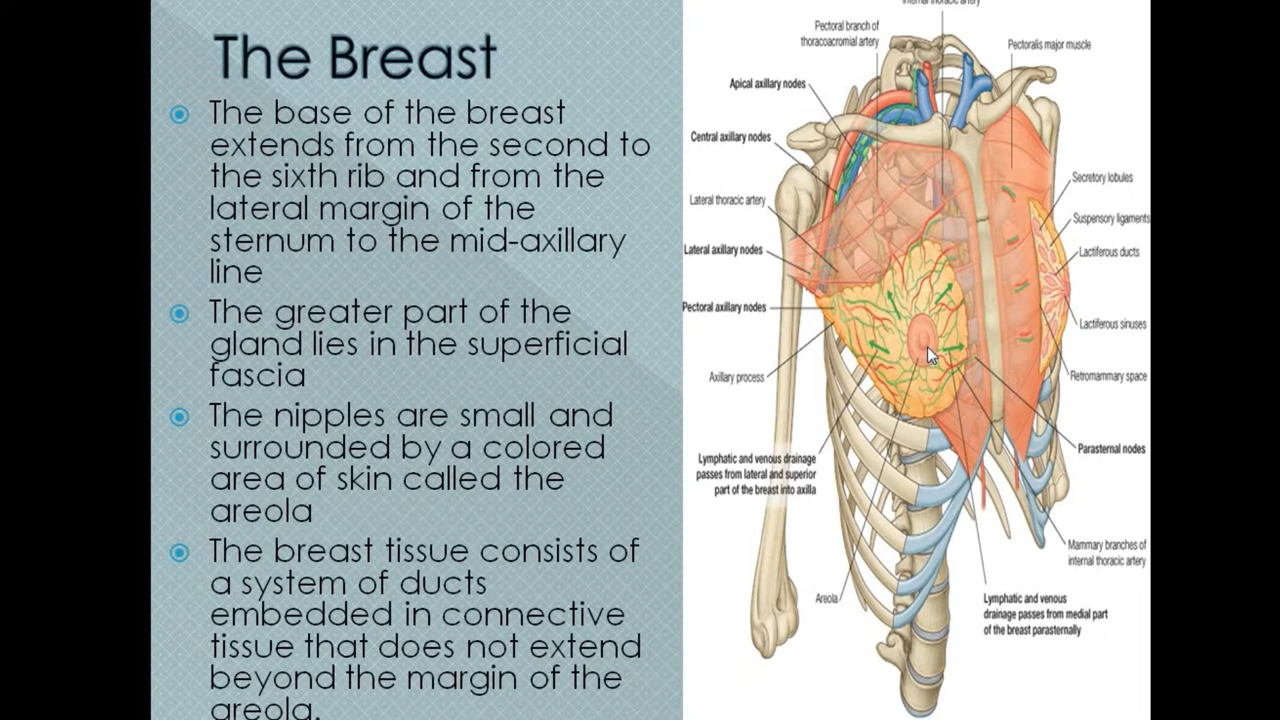 The Breast
The base of the breast
extends from the second to
the sixth rib and from the
lateral margin of the
sternum to the mid-axillary
line
The greater part of the
gland lies in the superficial
fascia
The nipples are small and
surrounded by a colored
area of skin called the
areola
The breast tissue consists of
a system of ducts
embedded in connective
tissue that does not extend
beyond the margin of the
areola.
Internal thoracic artery
Pectoral branch of
thoracoacromial artery
Pectoralis major muscle
Apical axillary nodes
Central axillary nodes
Lateral thoracic artery
Lateral axillary nodes
Pectoral axillary nodes
Axillary process
Lymphatic and venous drainage
passes from lateral and superior
part of the breast into axilla
Areola
Secretory lobules
Suspensory ligaments
Lactiferous ducts
Lactiferous sinuses
Retromammary space
Parasternal nodes
Mammary branches of
internal thoracic artery
Lymphatic and venous
drainage passes from medial part
of the breast parasternally